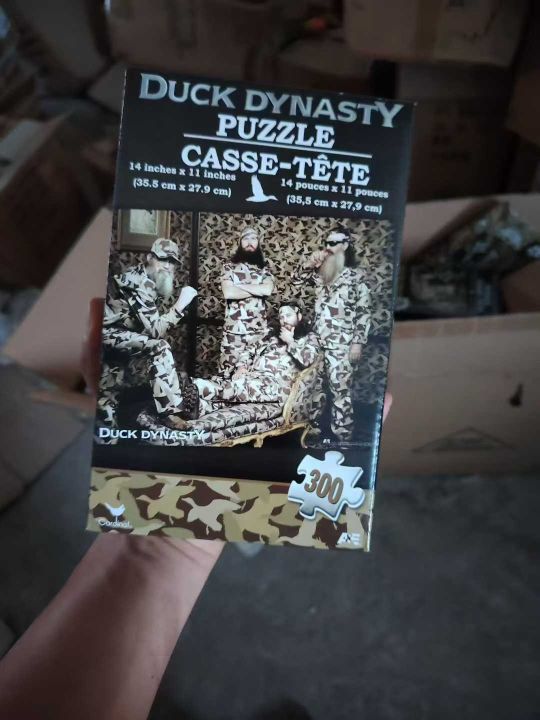 DUCK DYNASTY
PUZZLE
CASSE-TÊTE
14 inches x 11 inches
(35.5 cm x 27.9 cm)
14 pouces x 11 pouces
(35,5 cm x 27,9 cm)
DUCK DYNASTY
300
Cardinal
A&E